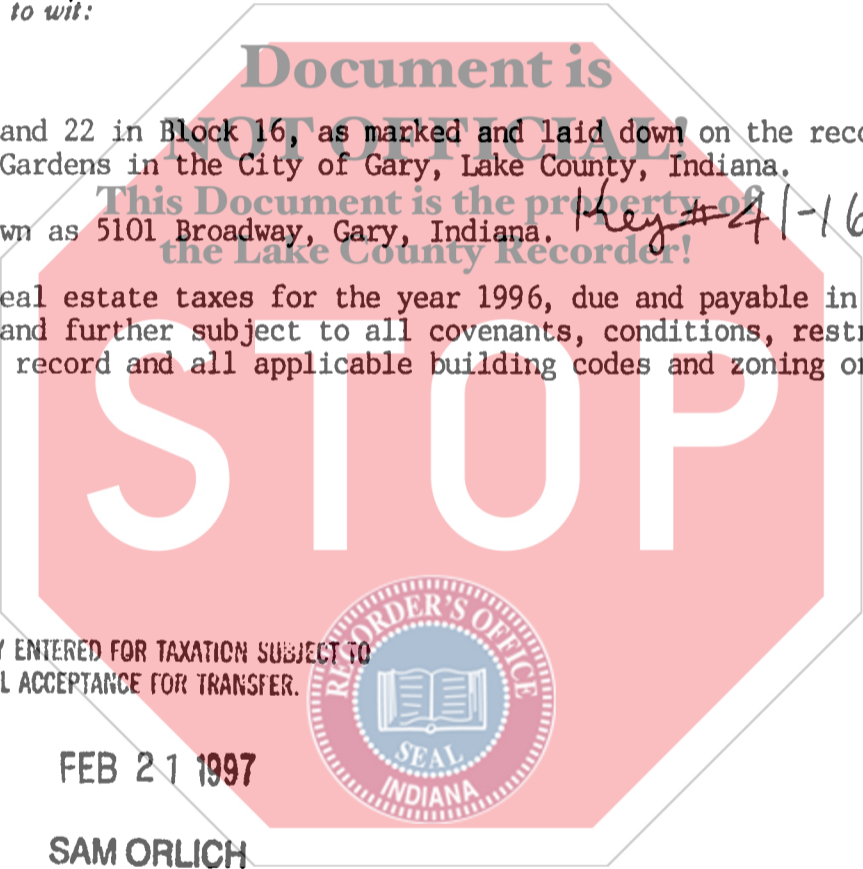 to wit:
Document is
and 22 in Block 16, as marked and laid down on the reco
NOT OFFICIAL!
Gardens in the City of Gary, Lake County, Indiana.
This Document is the property of
wn as 5101 Broadway, Gary, Indiana. Key # 41-16
the Lake County Recorder!
eal estate taxes for the year 1996, due and payable in
and further subject to all covenants, conditions, restr
record and all applicable building codes and zoning or
STOP
RECORDER'S OFFICE
SEAL
INDIANA
Y ENTERED FOR TAXATION SUBJECT TO
L ACCEPTANCE FOR TRANSFER.
FEB 21 1997
SAM ORLICH